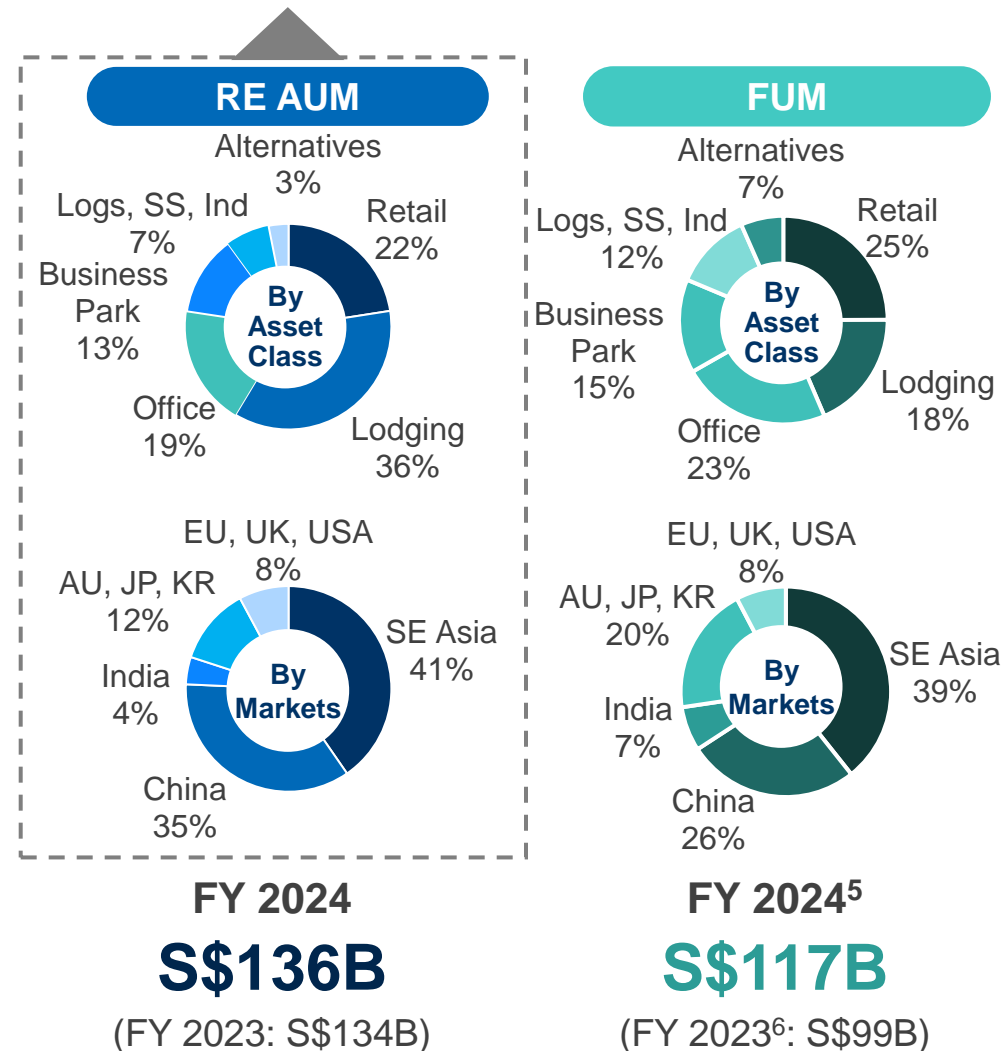 RE AUM
Alternatives
3%
Logs, SS, Ind
7%
Retail
22%
Business
Park
13%
By
Asset
Class
Office
19%
Lodging
36%
EU, UK, USA
8%
AU, JP, KR
12%
SE Asia
41%
India
4%
By
Markets
China
35%
FY 2024
S$136B
(FY 2023: S$134B)
FUM
Alternatives
7%
Logs, SS, Ind
12%
Retail
25%
Business
Park
15%
By
Asset
Class
Lodging
18%
Office
23%
EU, UK, USA
8%
AU, JP, KR
20%
SE Asia
39%
India
7%
By
Markets
China
26%
FY 2024⁵
S$117B
(FY 2023⁶: S$99B)